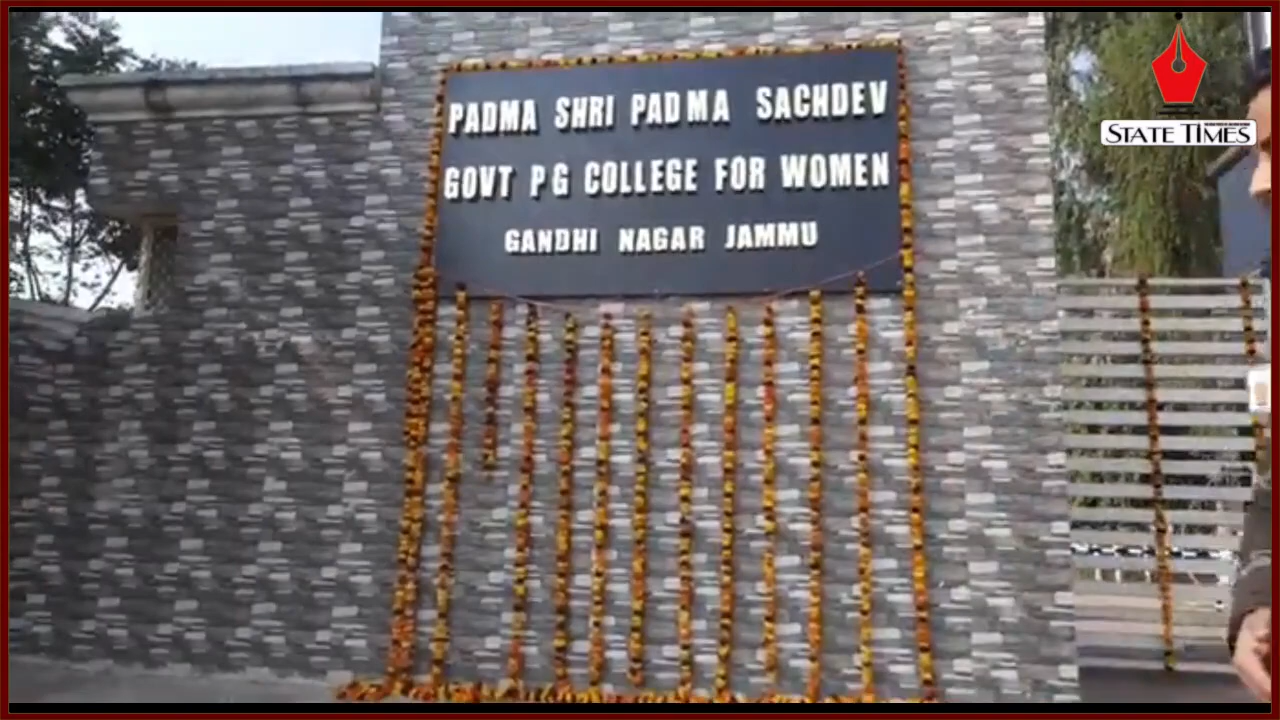 PADMA SHRI PADMA SACHDEV
GOVT PG COLLEGE FOR WOMEN
GANDHI NAGAR JAMMU
STATE TIMES